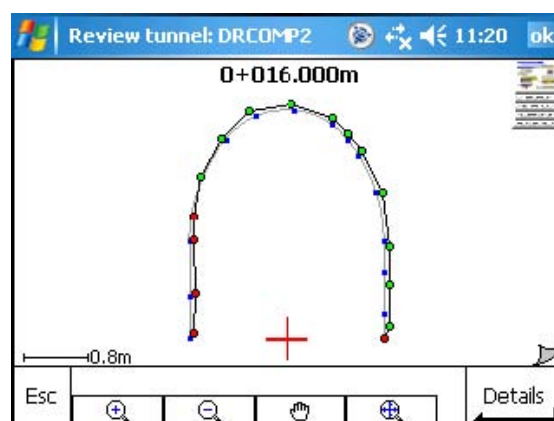 Review tunnel: DRCOMP2 11:20 ok
0+016.000m
0.8m
Esc
Details